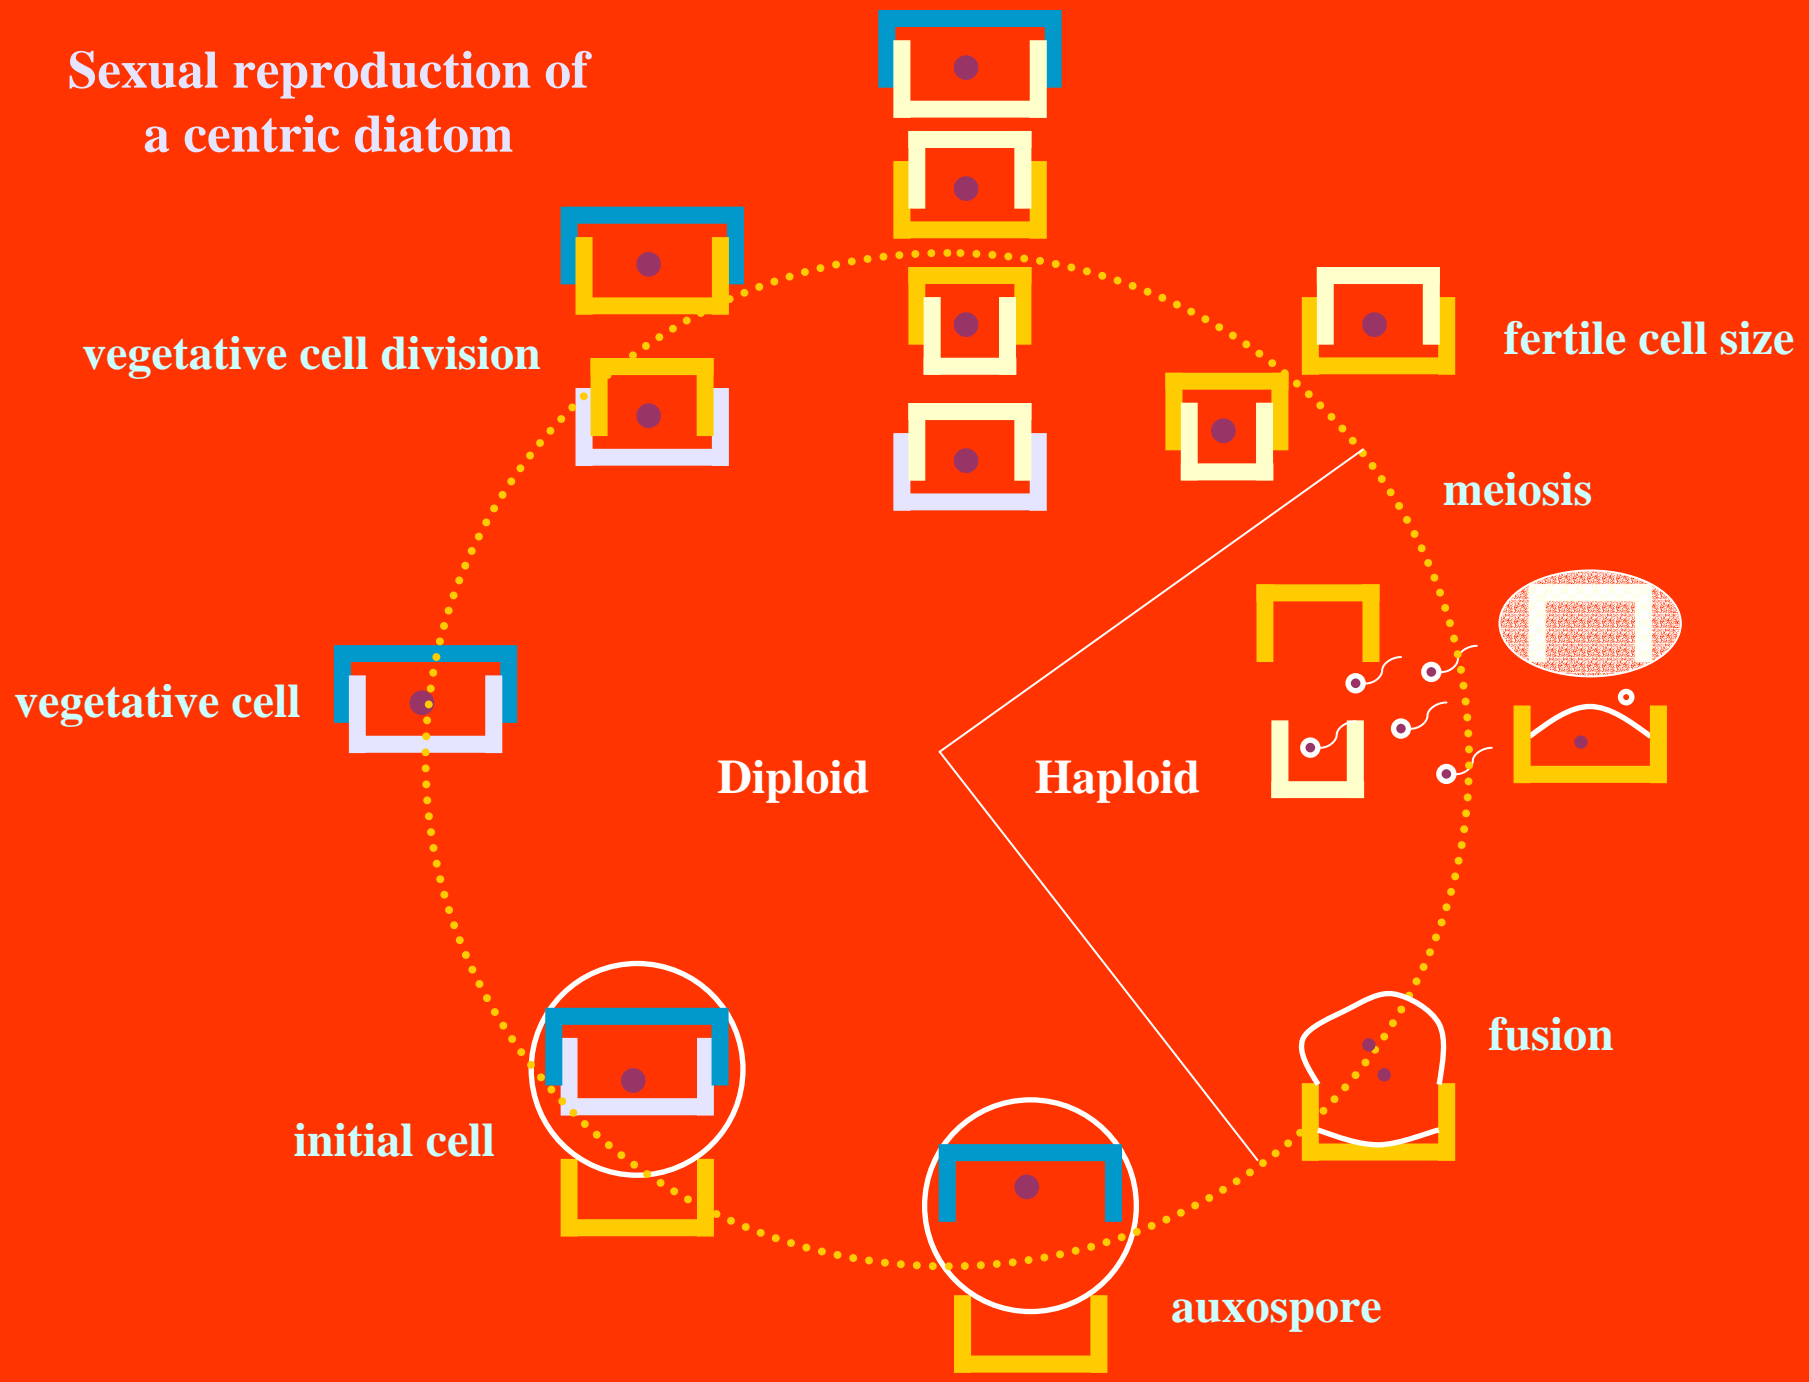 Sexual reproduction of
a centric diatom
vegetative cell division
fertile cell size
meiosis
vegetative cell
Diploid
Haploid
fusion
initial cell
auxospore